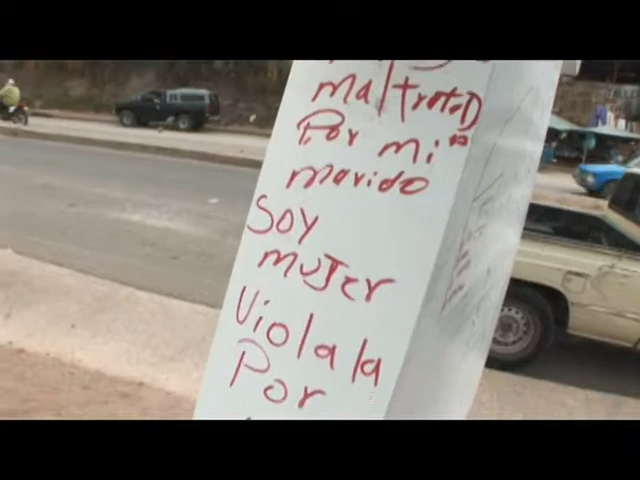 maltrataD
Por mi
marido
Soy
mujer
Violala
Por